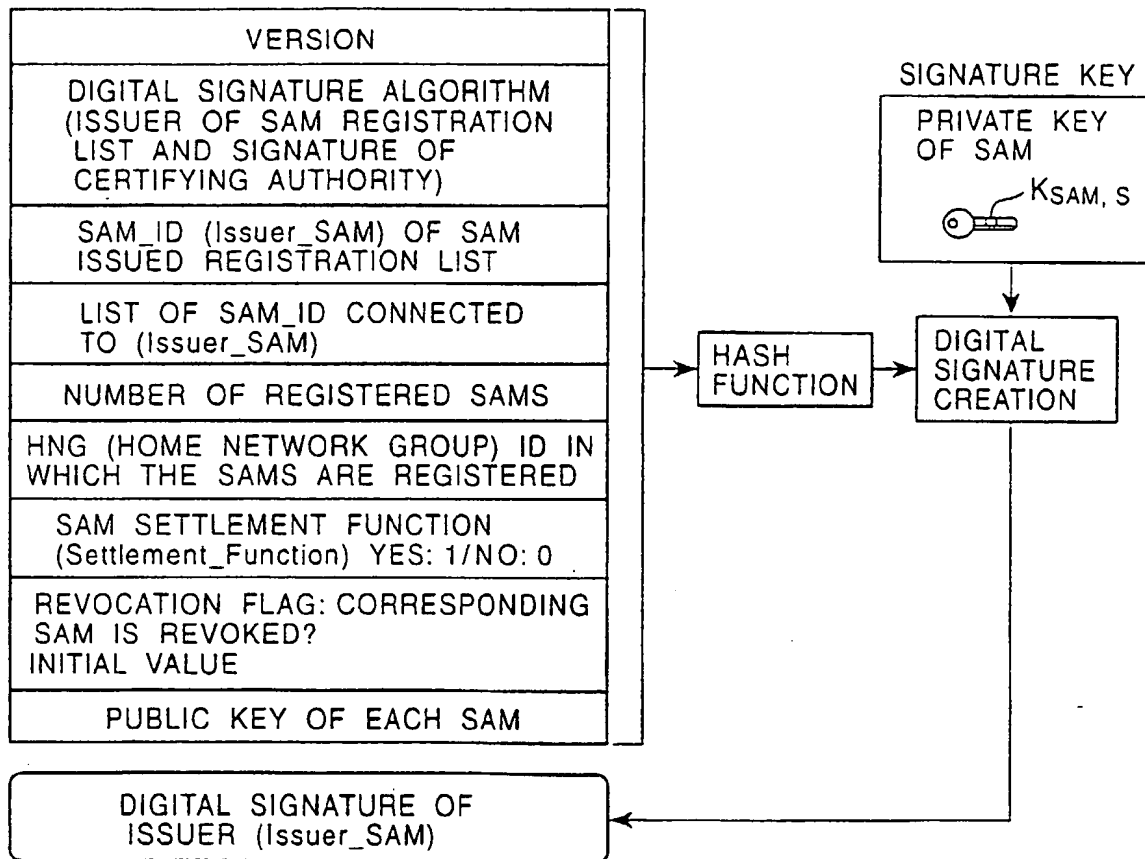 VERSION
DIGITAL SIGNATURE ALGORITHM
(ISSUER OF SAM REGISTRATION
LIST AND SIGNATURE OF
CERTIFYING AUTHORITY)
SAM_ID (Issuer_SAM) OF SAM
ISSUED REGISTRATION LIST
LIST OF SAM_ID CONNECTED
TO (Issuer_SAM)
NUMBER OF REGISTERED SAMS
HNG (HOME NETWORK GROUP) ID IN
WHICH THE SAMS ARE REGISTERED
SAM SETTLEMENT FUNCTION
(Settlement_Function) YES: 1/NO: 0
REVOCATION FLAG: CORRESPONDING
SAM IS REVOKED?
INITIAL VALUE
PUBLIC KEY OF EACH SAM
HASH
FUNCTION
SIGNATURE KEY
PRIVATE KEY
OF SAM
KSAM, S
DIGITAL
SIGNATURE
CREATION
DIGITAL SIGNATURE OF
ISSUER (Issuer_SAM)